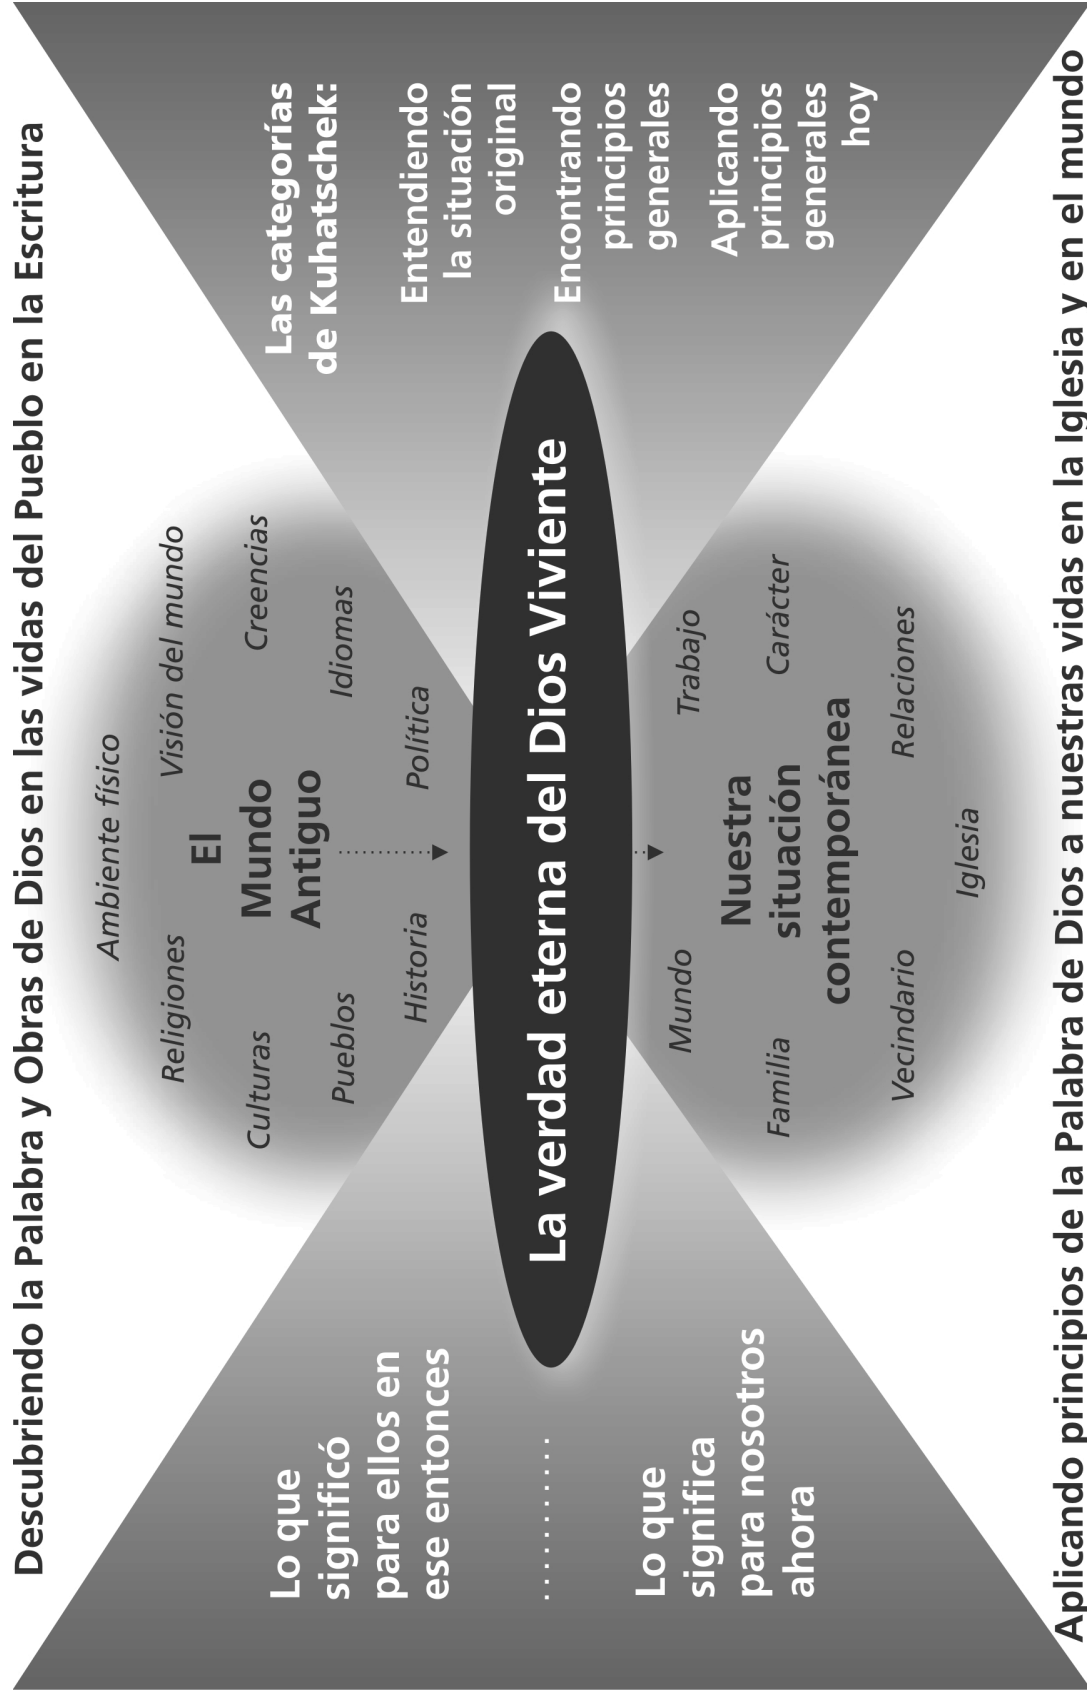 Descubriendo la Palabra y Obras de Dios en las vidas del Pueblo en la Escritura
Lo que
significó
para ellos en
ese entonces
..........
Lo que
significa
para nosotros
ahora
Ambiente físico
Religiones
Visión del mundo
Culturas
Creencias
Pueblos
Idiomas
Historia
Política
El
Mundo
Antiguo
La verdad eterna del Dios Viviente
Mundo
Trabajo
Familia
Carácter
Nuestra
situación
contemporánea
Vecindario
Relaciones
Iglesia
Las categorías
de Kuhatschek:
Entendiendo
la situación
original
Encontrando
principios
generales
Aplicando
principios
generales
hoy
Aplicando principios de la Palabra de Dios a nuestras vidas en la Iglesia y en el mundo